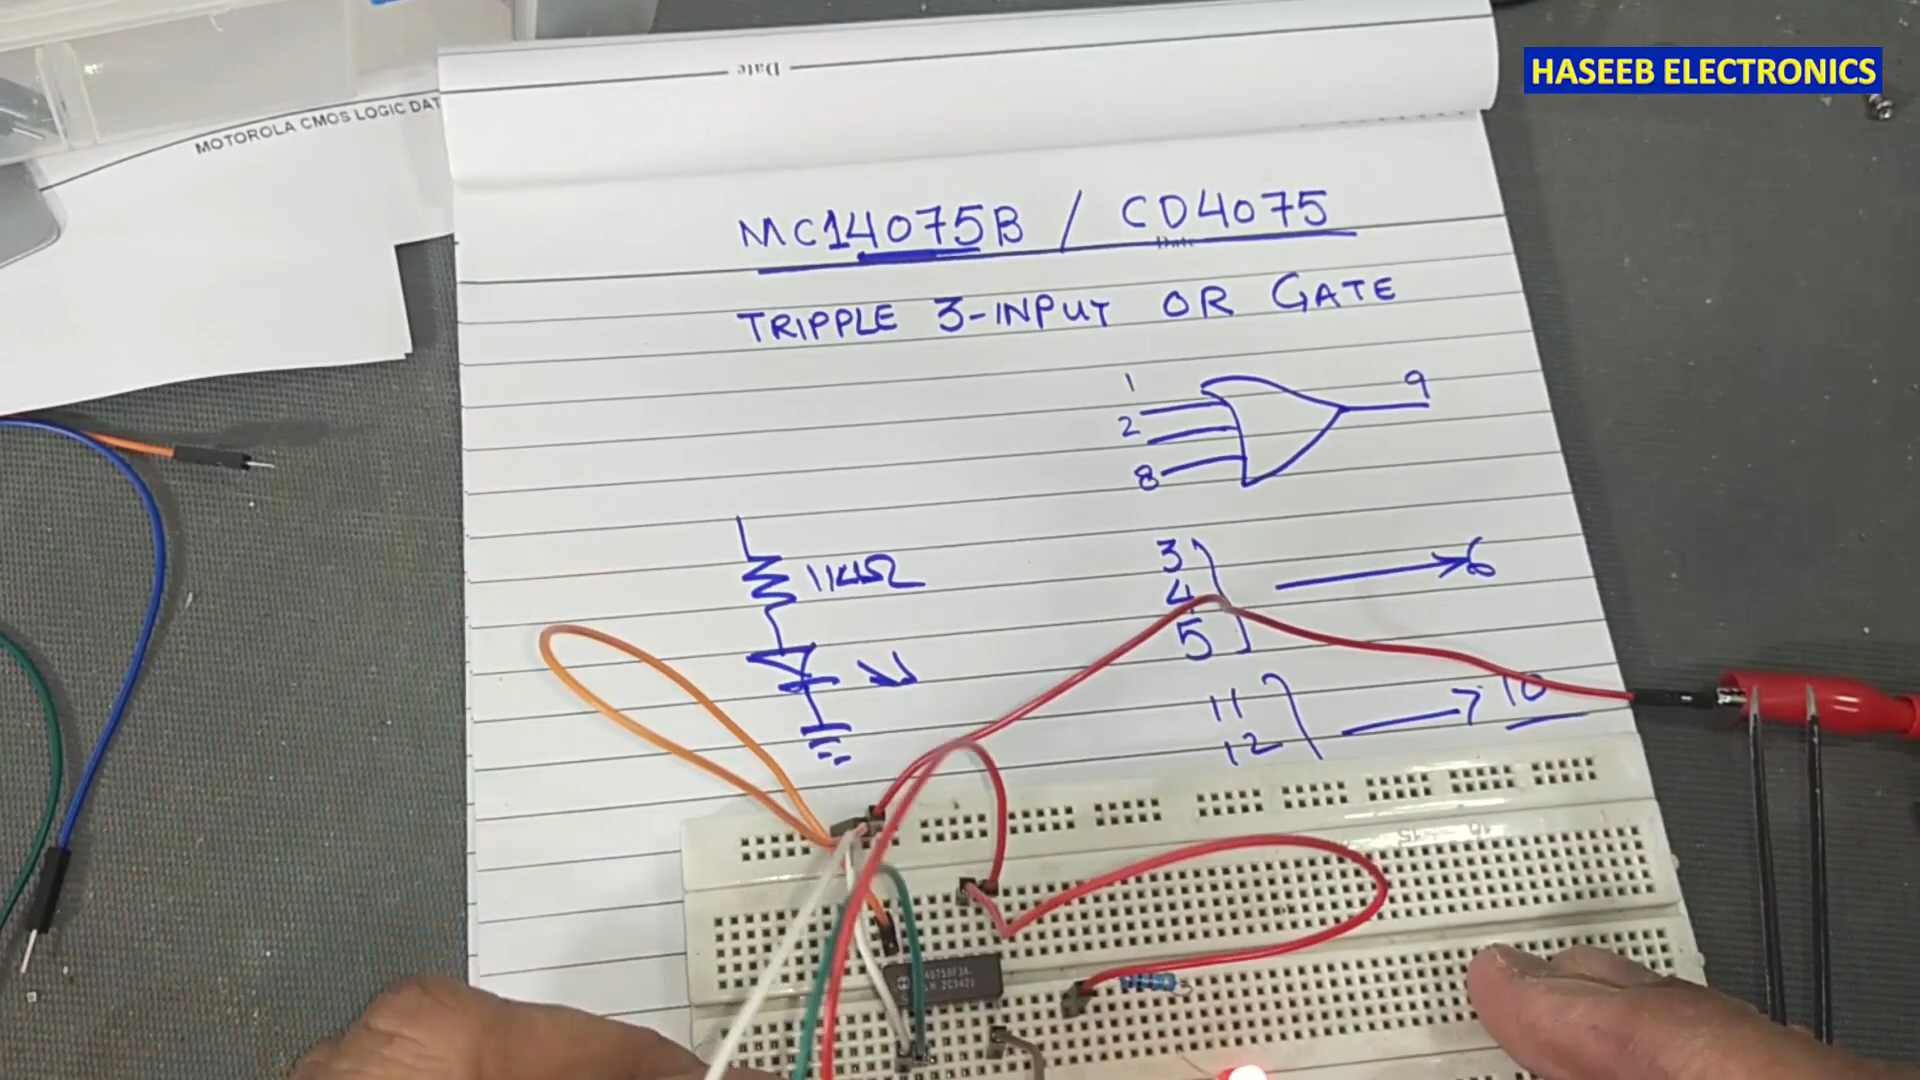 HASEEB ELECTRONICS
Date
MOTOROLA CMOS LOGIC DAT
MC14075B / CD4075
Date
TRIPPLE 3-INPUT OR GATE
1
9
2
8
1KΩ
3
6
4
5
11
10
12